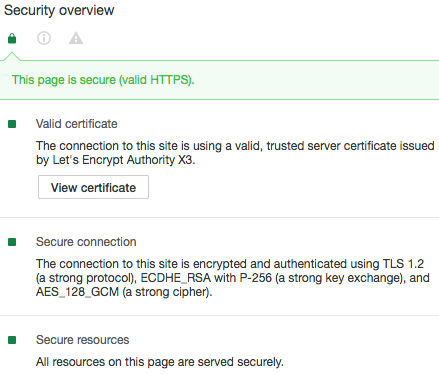 Security overview
This page is secure (valid HTTPS).
Valid certificate
The connection to this site is using a valid, trusted server certificate issued
by Let's Encrypt Authority X3.
View certificate
Secure connection
The connection to this site is encrypted and authenticated using TLS 1.2
(a strong protocol), ECDHE_RSA with P-256 (a strong key exchange), and
AES_128_GCM (a strong cipher).
Secure resources
All resources on this page are served securely.